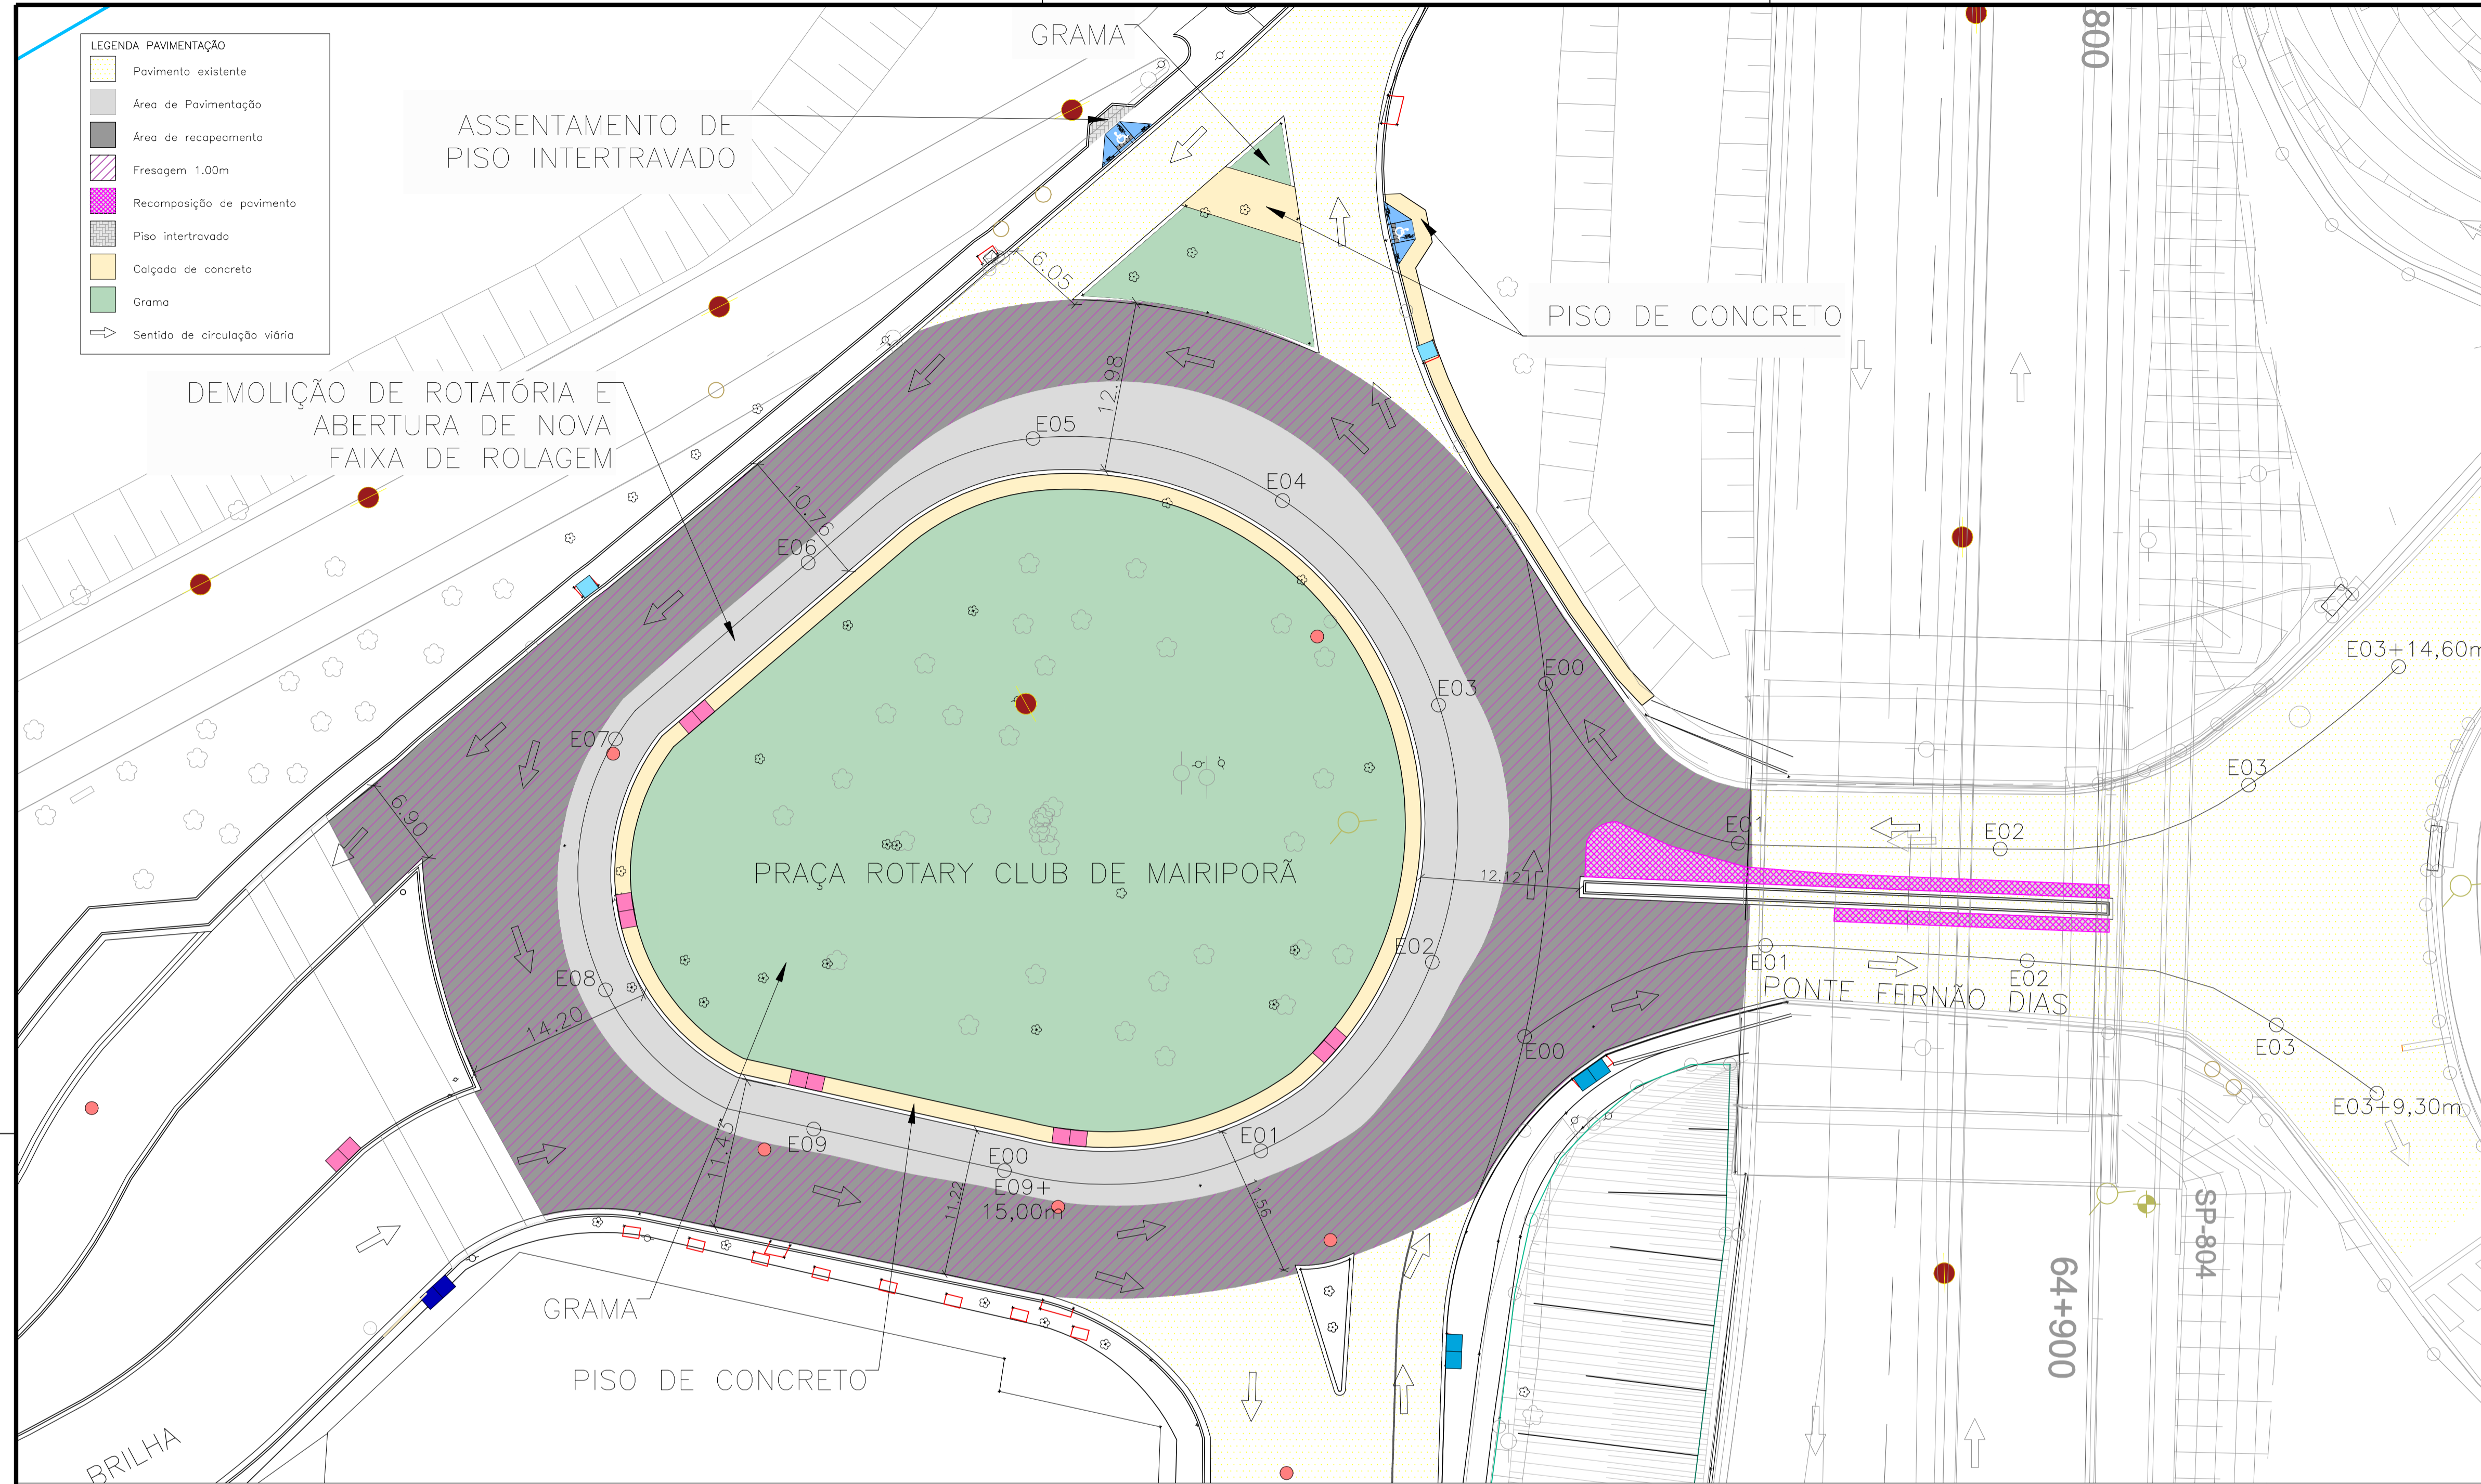 LEGENDA PAVIMENTAÇÃO
Pavimento existente
Área de Pavimentação
Área de recapeamento
Fresagem 1.00m
Recomposição de pavimento
Piso intertravado
Calçada de concreto
Grama
Sentido de circulação viária
GRAMA
800
ASSENTAMENTO DE
PISO INTERTRAVADO
6.05
PISO DE CONCRETO
DEMOLIÇÃO DE ROTATÓRIA E
ABERTURA DE NOVA
FAIXA DE ROLAGEM
12.98
E05
E04
10.76
E06
E03+14,60m
E00
E03
E07
E03
6.90
E01
E02
PRAÇA ROTARY CLUB DE MAIRIPORÃ
12.12
E02
E01
E02
PONTE FERNÃO DIAS
E08
14.20
E00
E03
E03+9,30m
11.43
E09
E01
E00
E09+
15,00m
11.22
11.56
SP-804
64+900
GRAMA
PISO DE CONCRETO
BRILHA